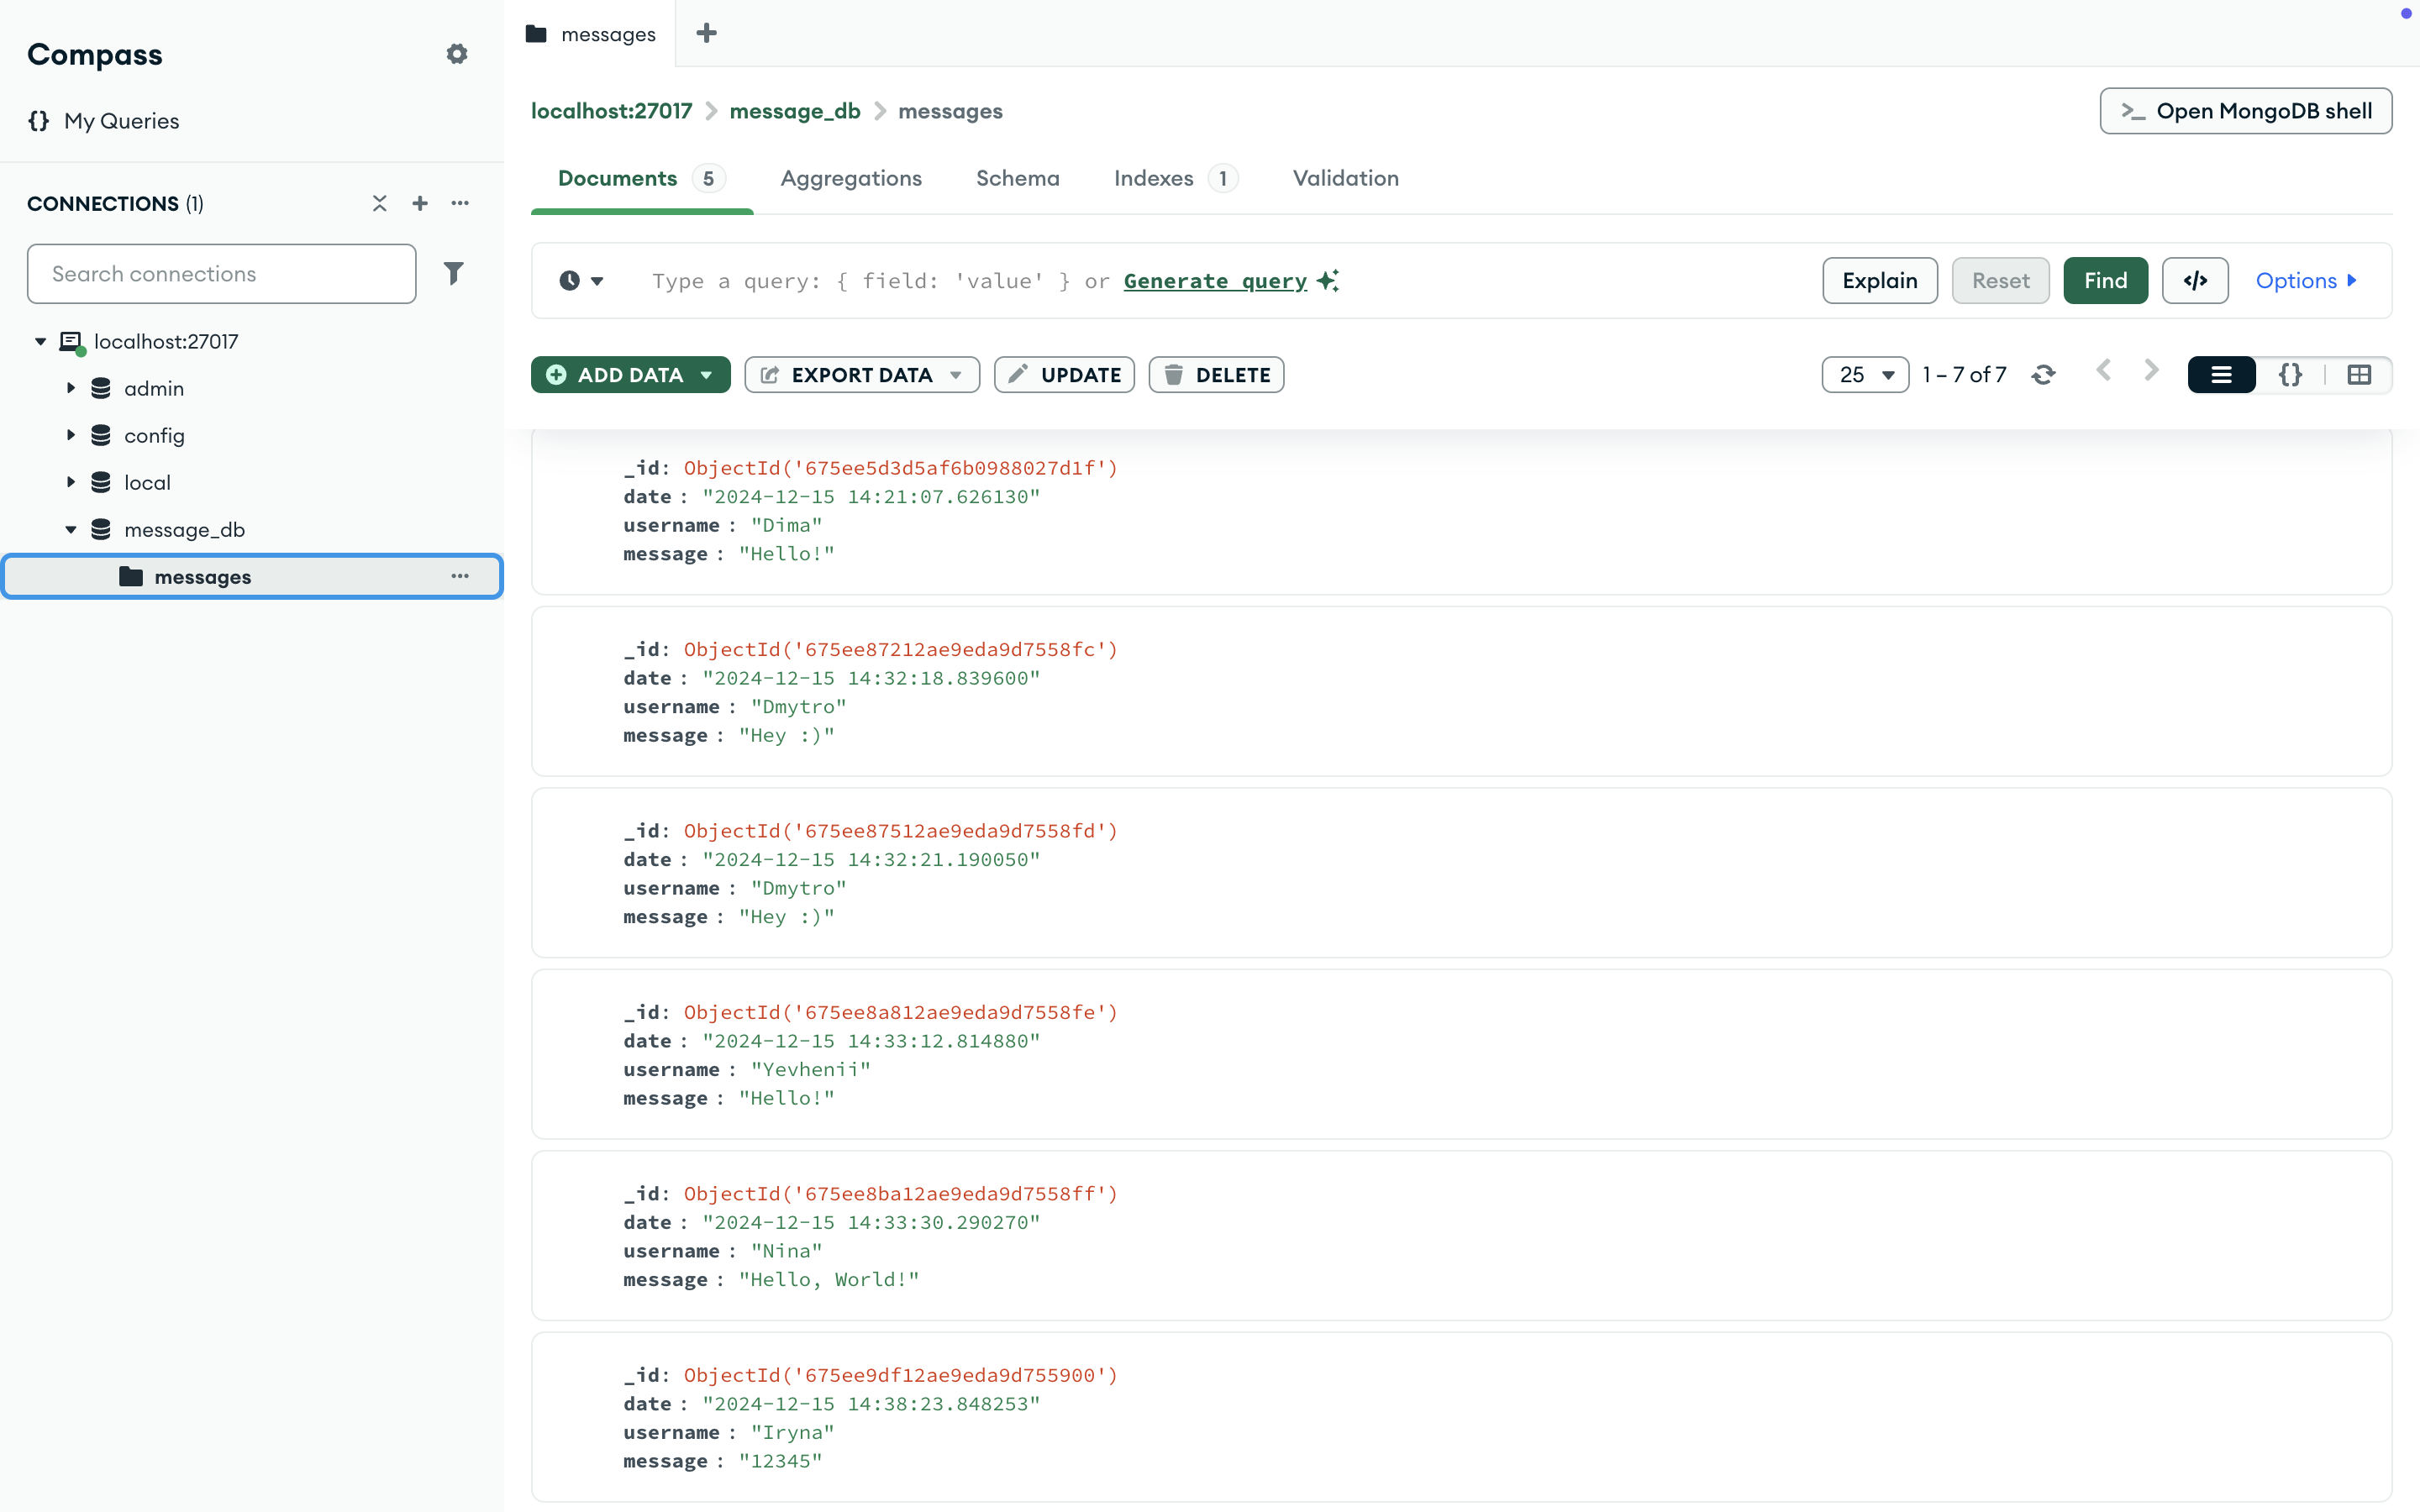 Compass
My Queries
CONNECTIONS (1)
Search connections
localhost:27017
admin
config
local
message_db
messages
messages
localhost:27017 > message_db > messages
>_ Open MongoDB shell
Documents 5
Aggregations
Schema
Indexes 1
Validation
Type a query: { field: 'value' } or Generate query
Explain
Reset
Find
</>
Options
ADD DATA
EXPORT DATA
UPDATE
DELETE
25
1 – 7 of 7
{}
_id: ObjectId('675ee5d3d5af6b0988027d1f')
date : "2024-12-15 14:21:07.626130"
username : "Dima"
message : "Hello!"
_id: ObjectId('675ee87212ae9eda9d7558fc')
date : "2024-12-15 14:32:18.839600"
username : "Dmytro"
message : "Hey :)"
_id: ObjectId('675ee87512ae9eda9d7558fd')
date : "2024-12-15 14:32:21.190050"
username : "Dmytro"
message : "Hey :)"
_id: ObjectId('675ee8a812ae9eda9d7558fe')
date : "2024-12-15 14:33:12.814880"
username : "Yevhenii"
message : "Hello!"
_id: ObjectId('675ee8ba12ae9eda9d7558ff')
date : "2024-12-15 14:33:30.290270"
username : "Nina"
message : "Hello, World!"
_id: ObjectId('675ee9df12ae9eda9d755900')
date : "2024-12-15 14:38:23.848253"
username : "Iryna"
message : "12345"